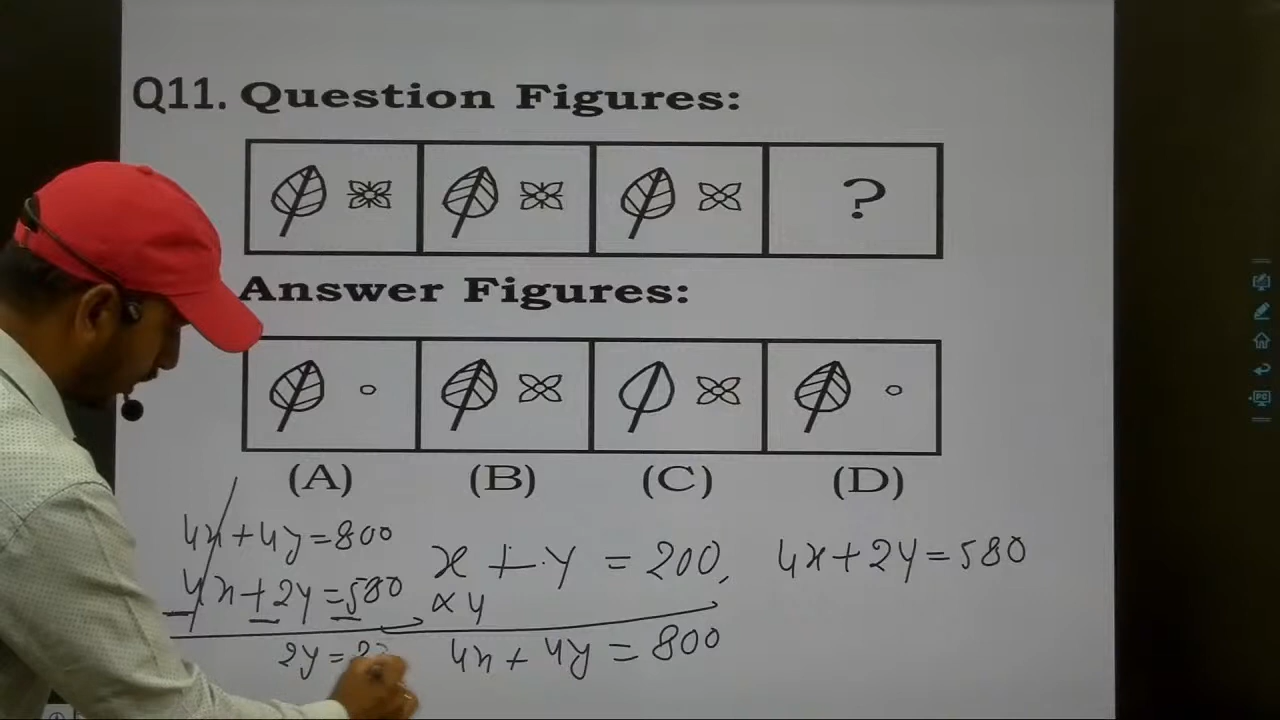 Q11. Question Figures:
?
Answer Figures:
(A) (B) (C) (D)
4x+4y=800
4x+2y=580
2y=
x + y = 200,
× 4
4x + 4y = 800
4x+2y=580
PC